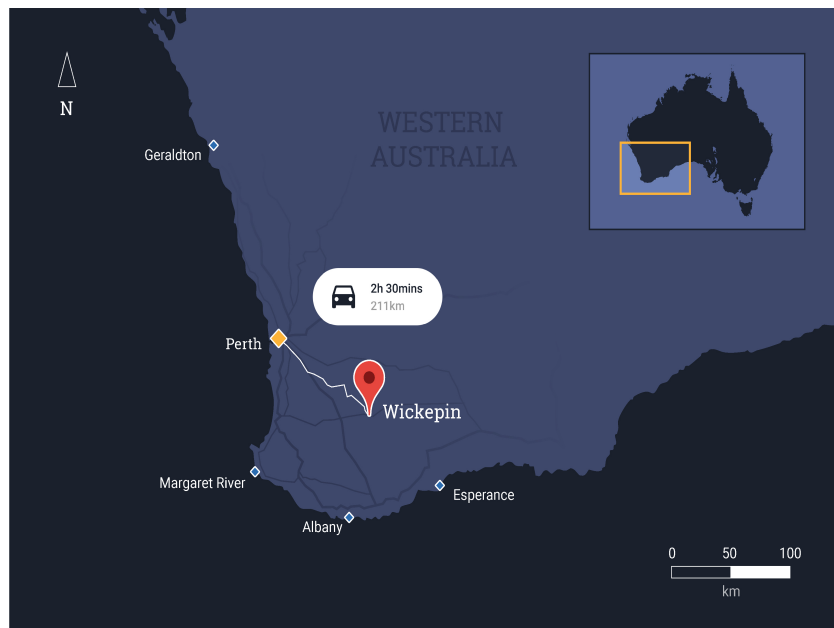 N
WESTERN
AUSTRALIA
Geraldton
2h 30mins
211km
Perth
Wickepin
Margaret River
Esperance
Albany
0 50 100
km